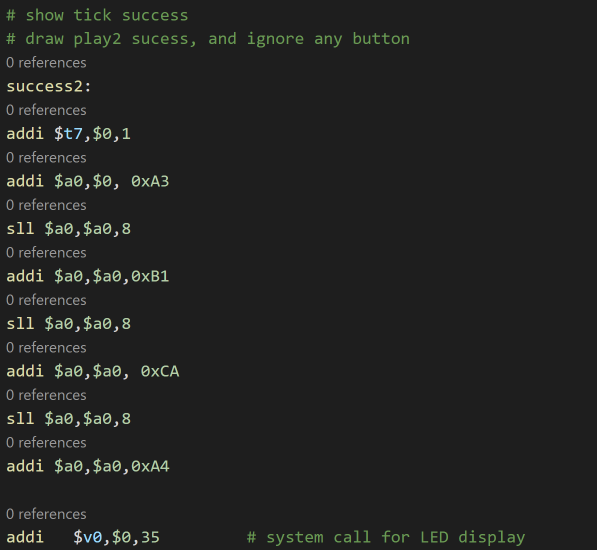 # show tick success
# draw play2 sucess, and ignore any button
0 references
success2:
0 references
addi $t7,$0,1
0 references
addi $a0,$0, 0xA3
0 references
sll $a0,$a0,8
0 references
addi $a0,$a0,0xB1
0 references
sll $a0,$a0,8
0 references
addi $a0,$a0, 0xCA
0 references
sll $a0,$a0,8
0 references
addi $a0,$a0,0xA4
0 references
addi   $v0,$0,35         # system call for LED display